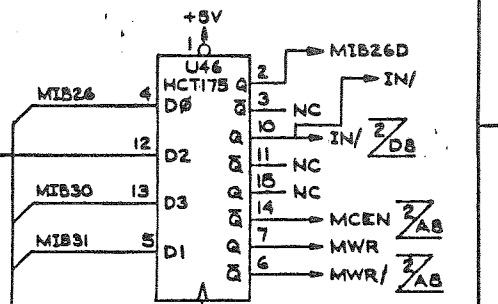 +5V
1
U46
HCT175
MIB26 4 D0 Q 2 MIB26D
Q 3 NC
IN/
Q 10 IN/ 2/D8
12 D2
Q 11 NC
MIB30 13 D3
Q 15 NC
Q 14 MCEN 2/A8
MIB31 5 D1 Q 7 MWR
Q 6 MWR/ 2/A8